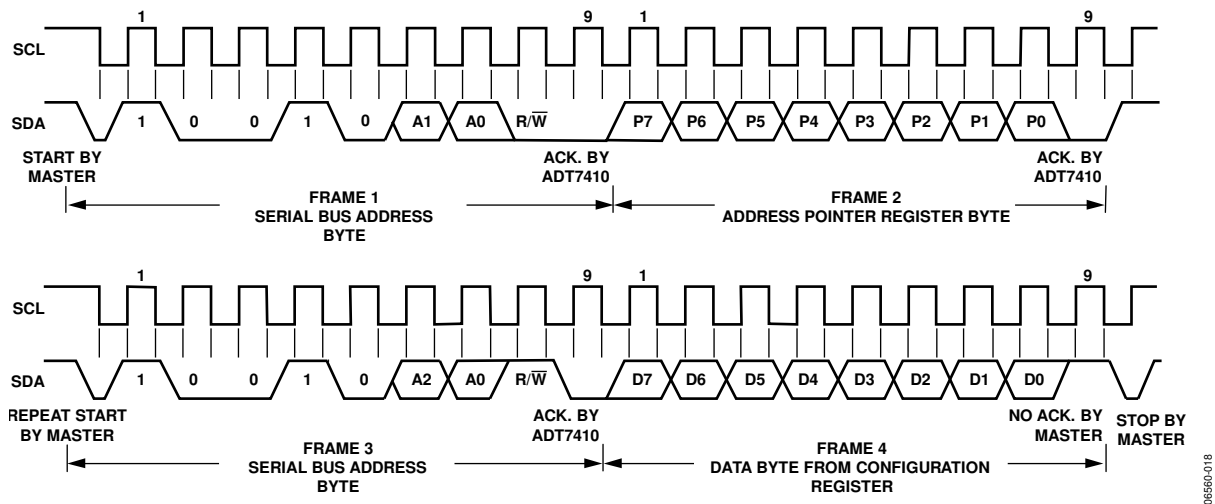 1 9 1 9
SCL
SDA 1 0 0 1 0 A1 A0 R/W̅ P7 P6 P5 P4 P3 P2 P1 P0
START BY
MASTER
ACK. BY
ADT7410
ACK. BY
ADT7410
FRAME 1
SERIAL BUS ADDRESS
BYTE
FRAME 2
ADDRESS POINTER REGISTER BYTE
1 9 1 9
SCL
SDA 1 0 0 1 0 A2 A0 R/W̅ D7 D6 D5 D4 D3 D2 D1 D0
REPEAT START
BY MASTER
ACK. BY
ADT7410
NO ACK. BY
MASTER
STOP BY
MASTER
FRAME 3
SERIAL BUS ADDRESS
BYTE
FRAME 4
DATA BYTE FROM CONFIGURATION
REGISTER
06560-018